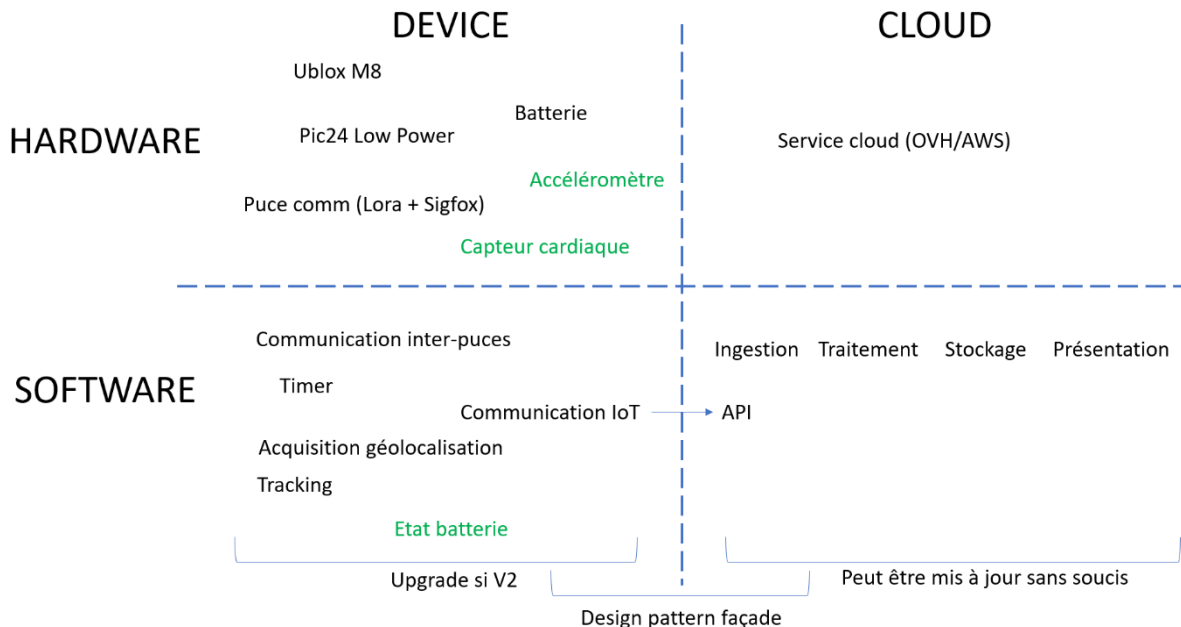 DEVICE
CLOUD
Ublox M8
Batterie
HARDWARE
Pic24 Low Power
Service cloud (OVH/AWS)
Accéléromètre
Puce comm (Lora + Sigfox)
Capteur cardiaque
Communication inter-puces
Ingestion Traitement Stockage Présentation
SOFTWARE
Timer
Communication IoT
API
Acquisition géolocalisation
Tracking
Etat batterie
Upgrade si V2
Peut être mis à jour sans soucis
Design pattern façade